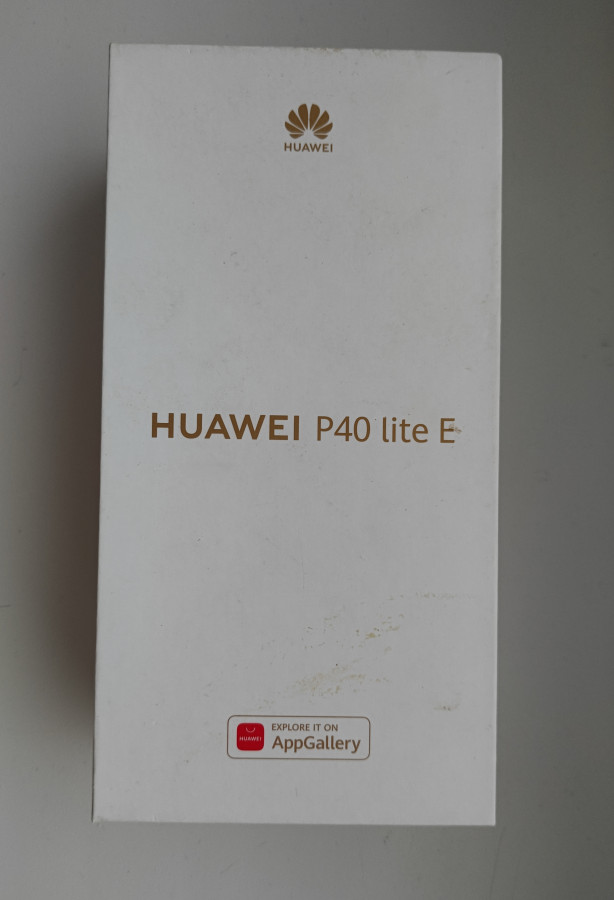 HUAWEI
HUAWEI P40 lite E
HUAWEI
EXPLORE IT ON
AppGallery